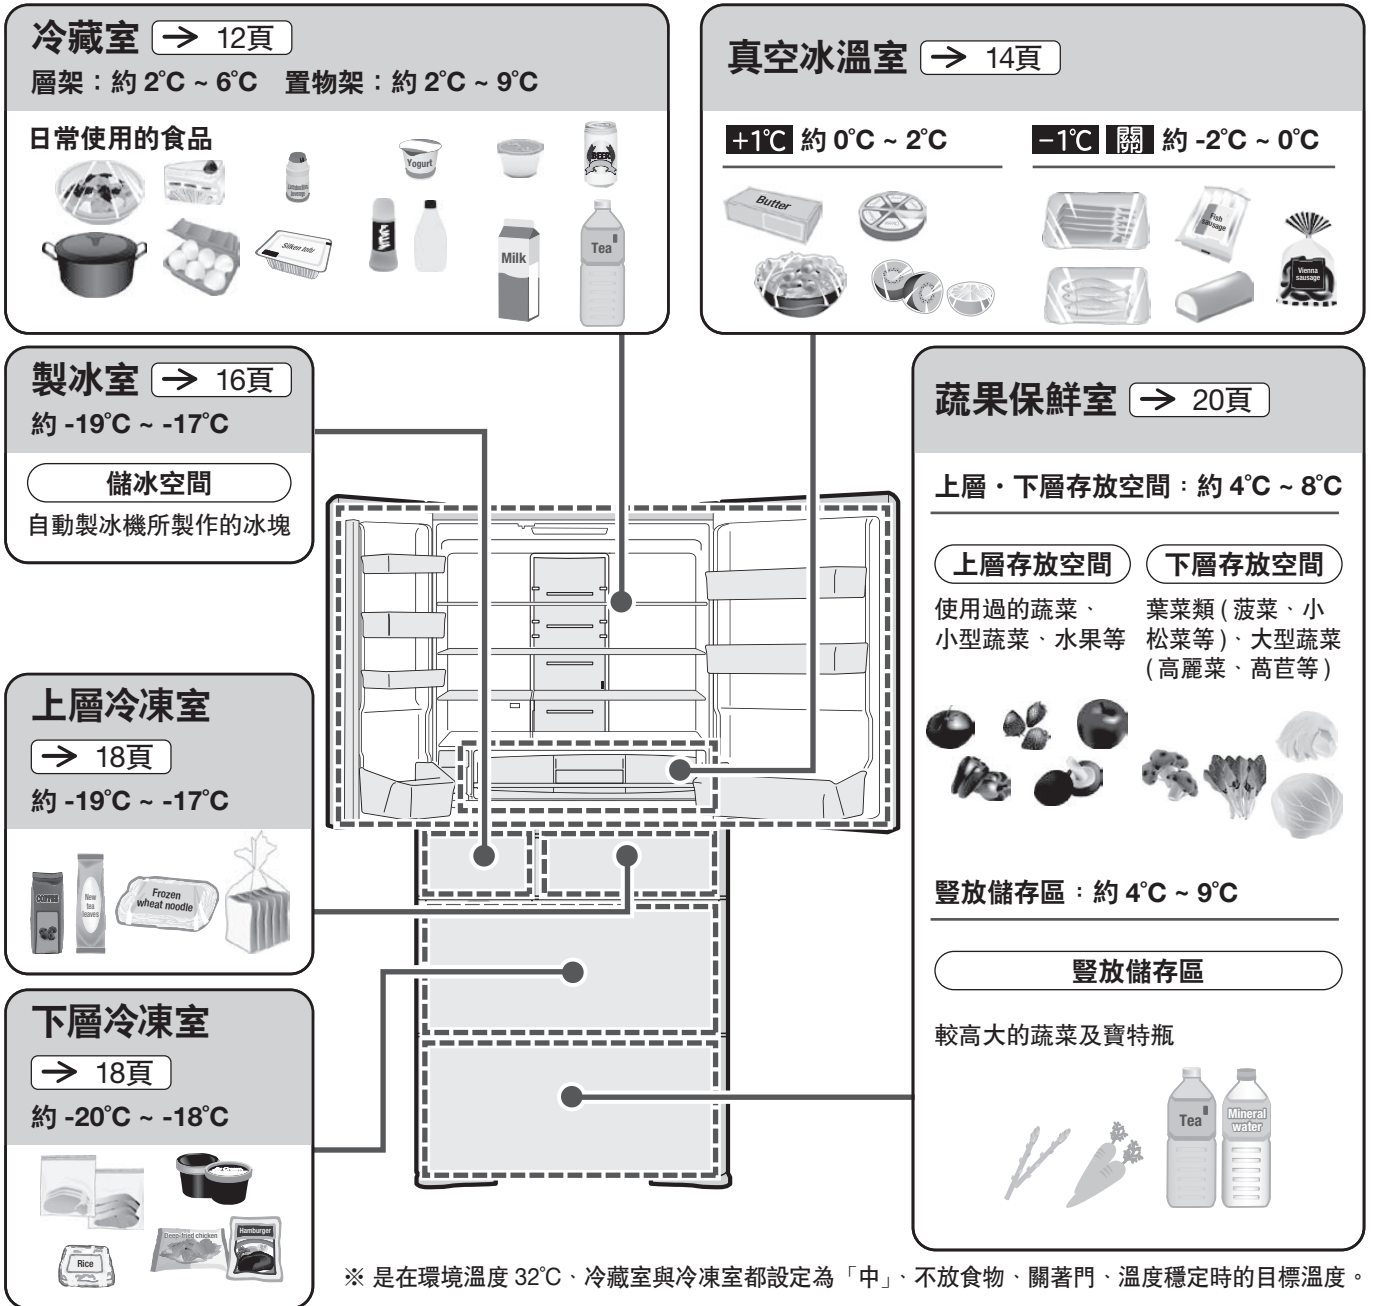 冷藏室 → 12頁
層架：約 2°C ~ 6°C 置物架：約 2°C ~ 9°C
日常使用的食品
Yogurt
BEER
Silken tofu
Milk
Tea
真空冰溫室 → 14頁
+1°C 約 0°C ~ 2°C
−1°C 關 約 -2°C ~ 0°C
Butter
Fish
sausage
Vienna
sausage
製冰室 → 16頁
約 -19°C ~ -17°C
儲冰空間
自動製冰機所製作的冰塊
上層冷凍室
→ 18頁
約 -19°C ~ -17°C
COFFEE
New
tea
leaves
Frozen
wheat noodle
下層冷凍室
→ 18頁
約 -20°C ~ -18°C
Deep-fried chicken
Hamburger
Rice
蔬果保鮮室 → 20頁
上層・下層存放空間：約 4°C ~ 8°C
上層存放空間
使用過的蔬菜、
小型蔬菜、水果等
下層存放空間
葉菜類 ( 菠菜、小
松菜等 )、大型蔬菜
( 高麗菜、萵苣等 )
豎放儲存區：約 4°C ~ 9°C
豎放儲存區
較高大的蔬菜及寶特瓶
Tea
Mineral
water
※ 是在環境溫度 32°C、冷藏室與冷凍室都設定為「中」、不放食物、關著門、溫度穩定時的目標溫度。